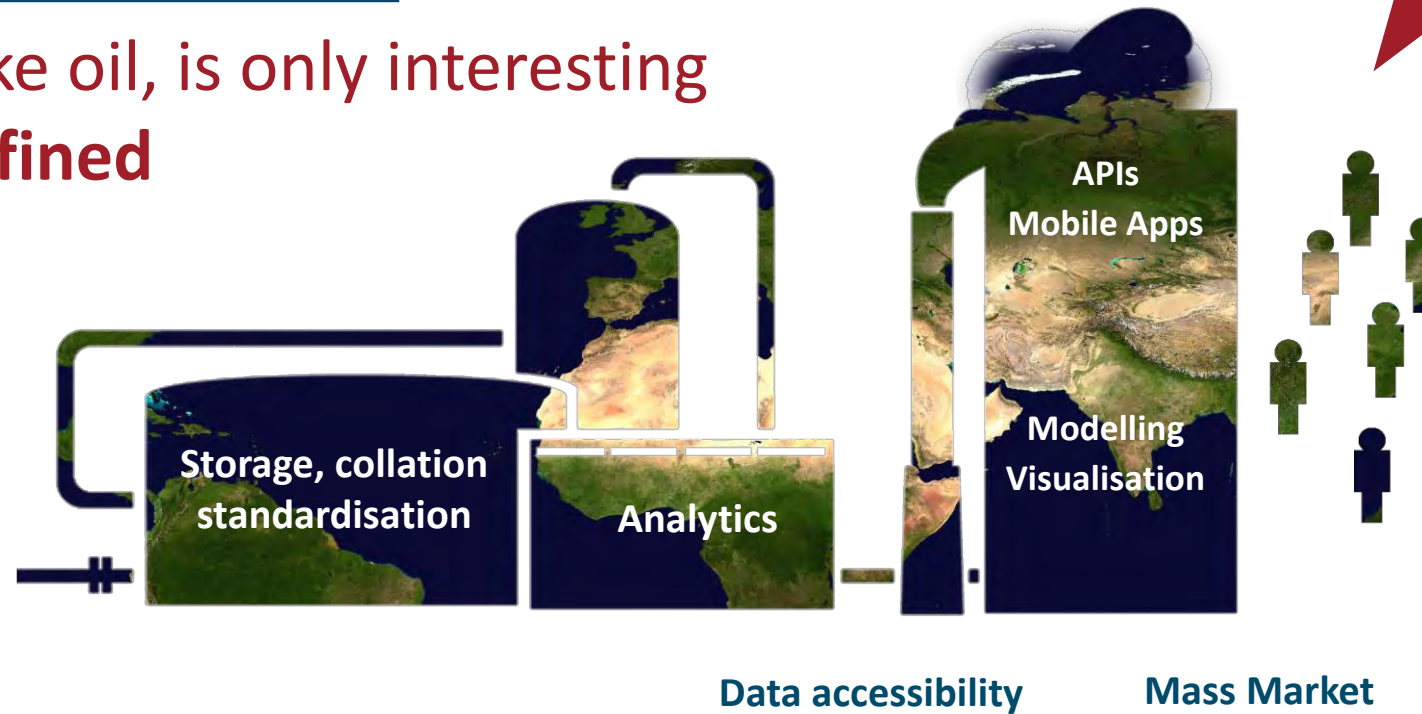 ke oil, is only interesting
fined
APIs
Mobile Apps
Storage, collation
standardisation
Analytics
Modelling
Visualisation
Data accessibility
Mass Market